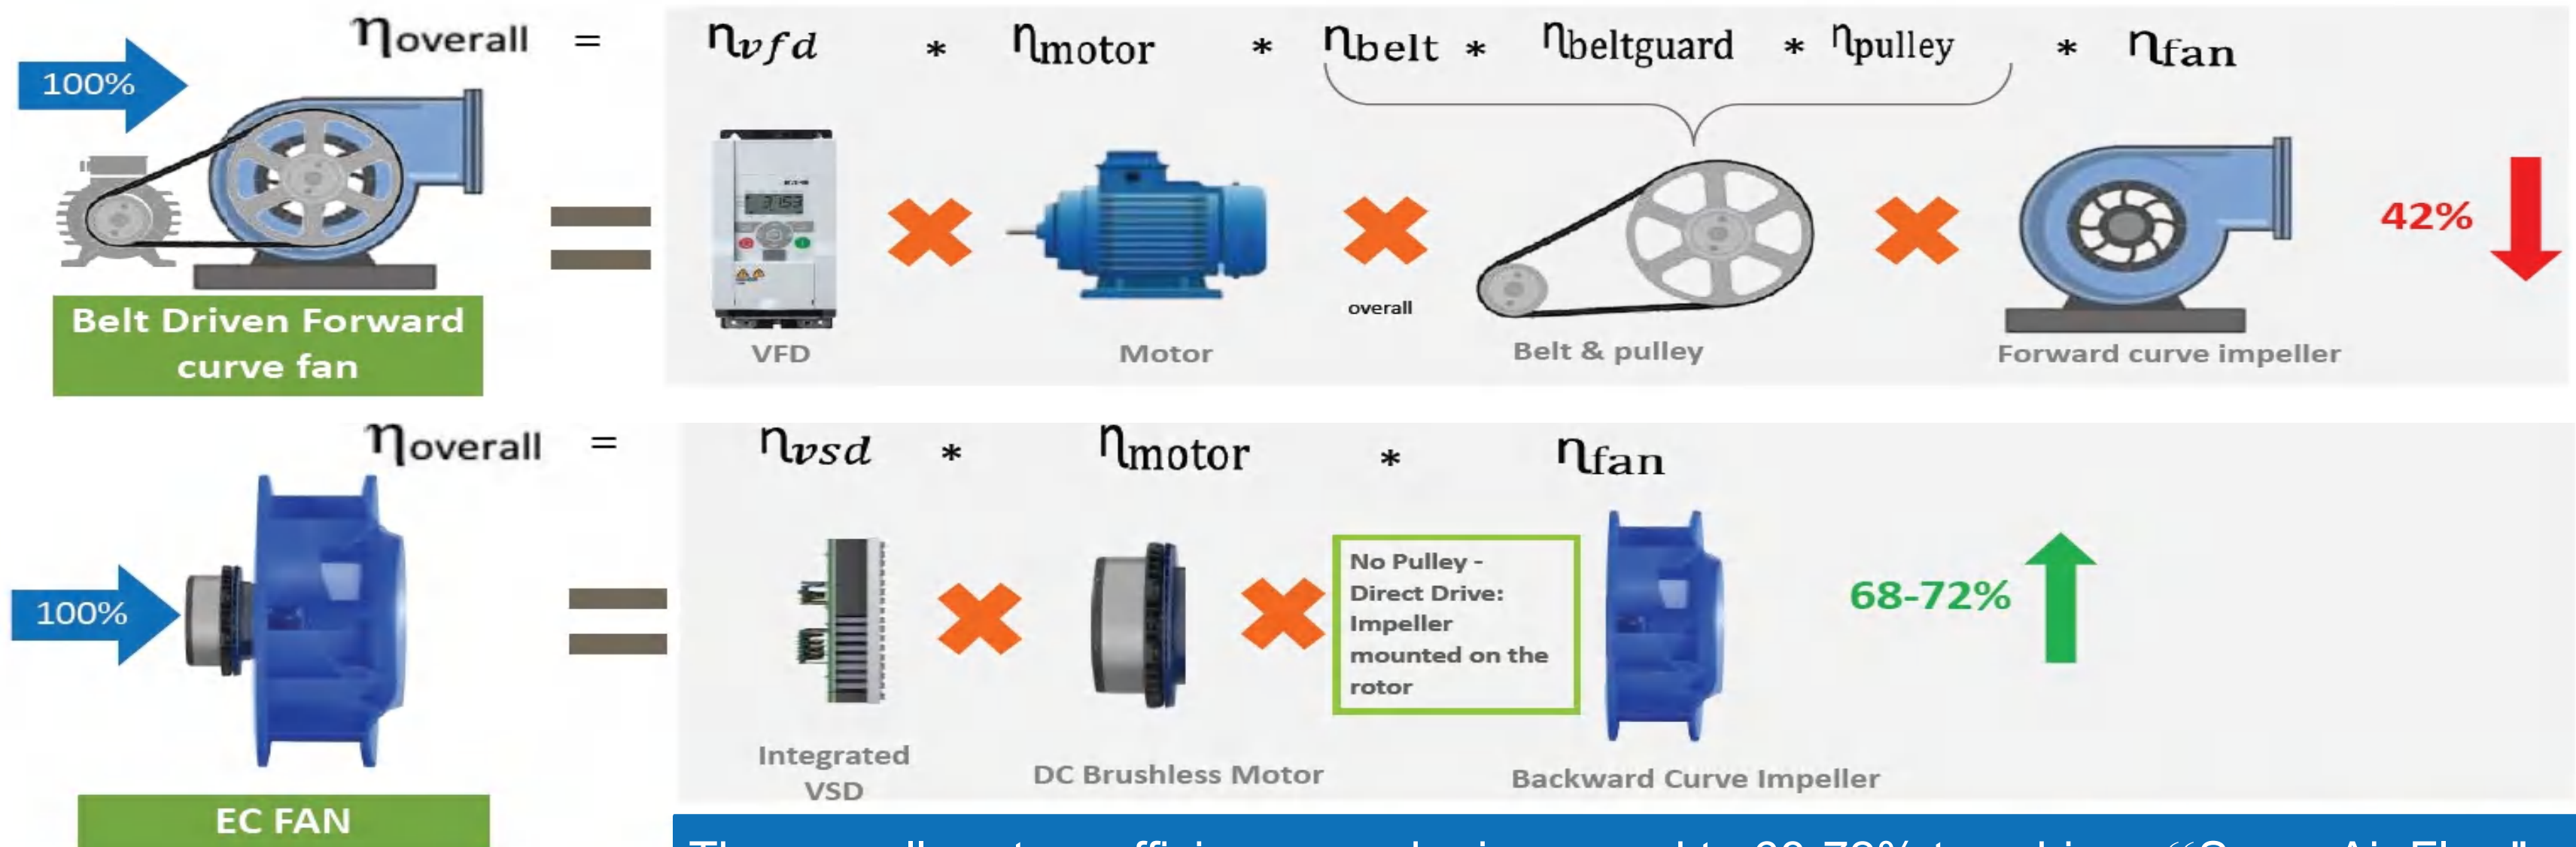 ηoverall = ηvfd * ηmotor * ηbelt * ηbeltguard * ηpulley * ηfan
100%
42%
overall
VFD
Motor
Belt & pulley
Forward curve impeller
Belt Driven Forward
curve fan
ηoverall = ηvsd * ηmotor * ηfan
100%
No Pulley -
Direct Drive:
Impeller
mounted on the
rotor
68-72%
Integrated
VSD
DC Brushless Motor
Backward Curve Impeller
EC FAN